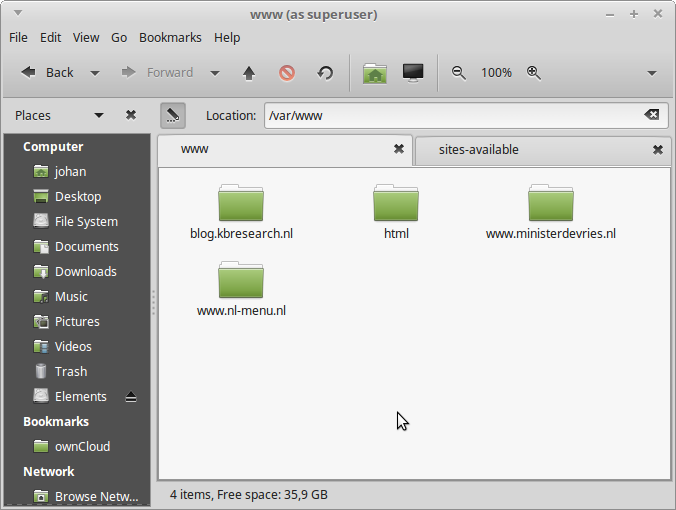 www (as superuser)
File Edit View Go Bookmarks Help
Back Forward 100%
Places Location: /var/www
Computer
johan
Desktop
File System
Documents
Downloads
Music
Pictures
Videos
Trash
Elements
Bookmarks
ownCloud
Network
Browse Netw...
www sites-available
blog.kbresearch.nl html www.ministerdevries.nl
www.nl-menu.nl
4 items, Free space: 35,9 GB